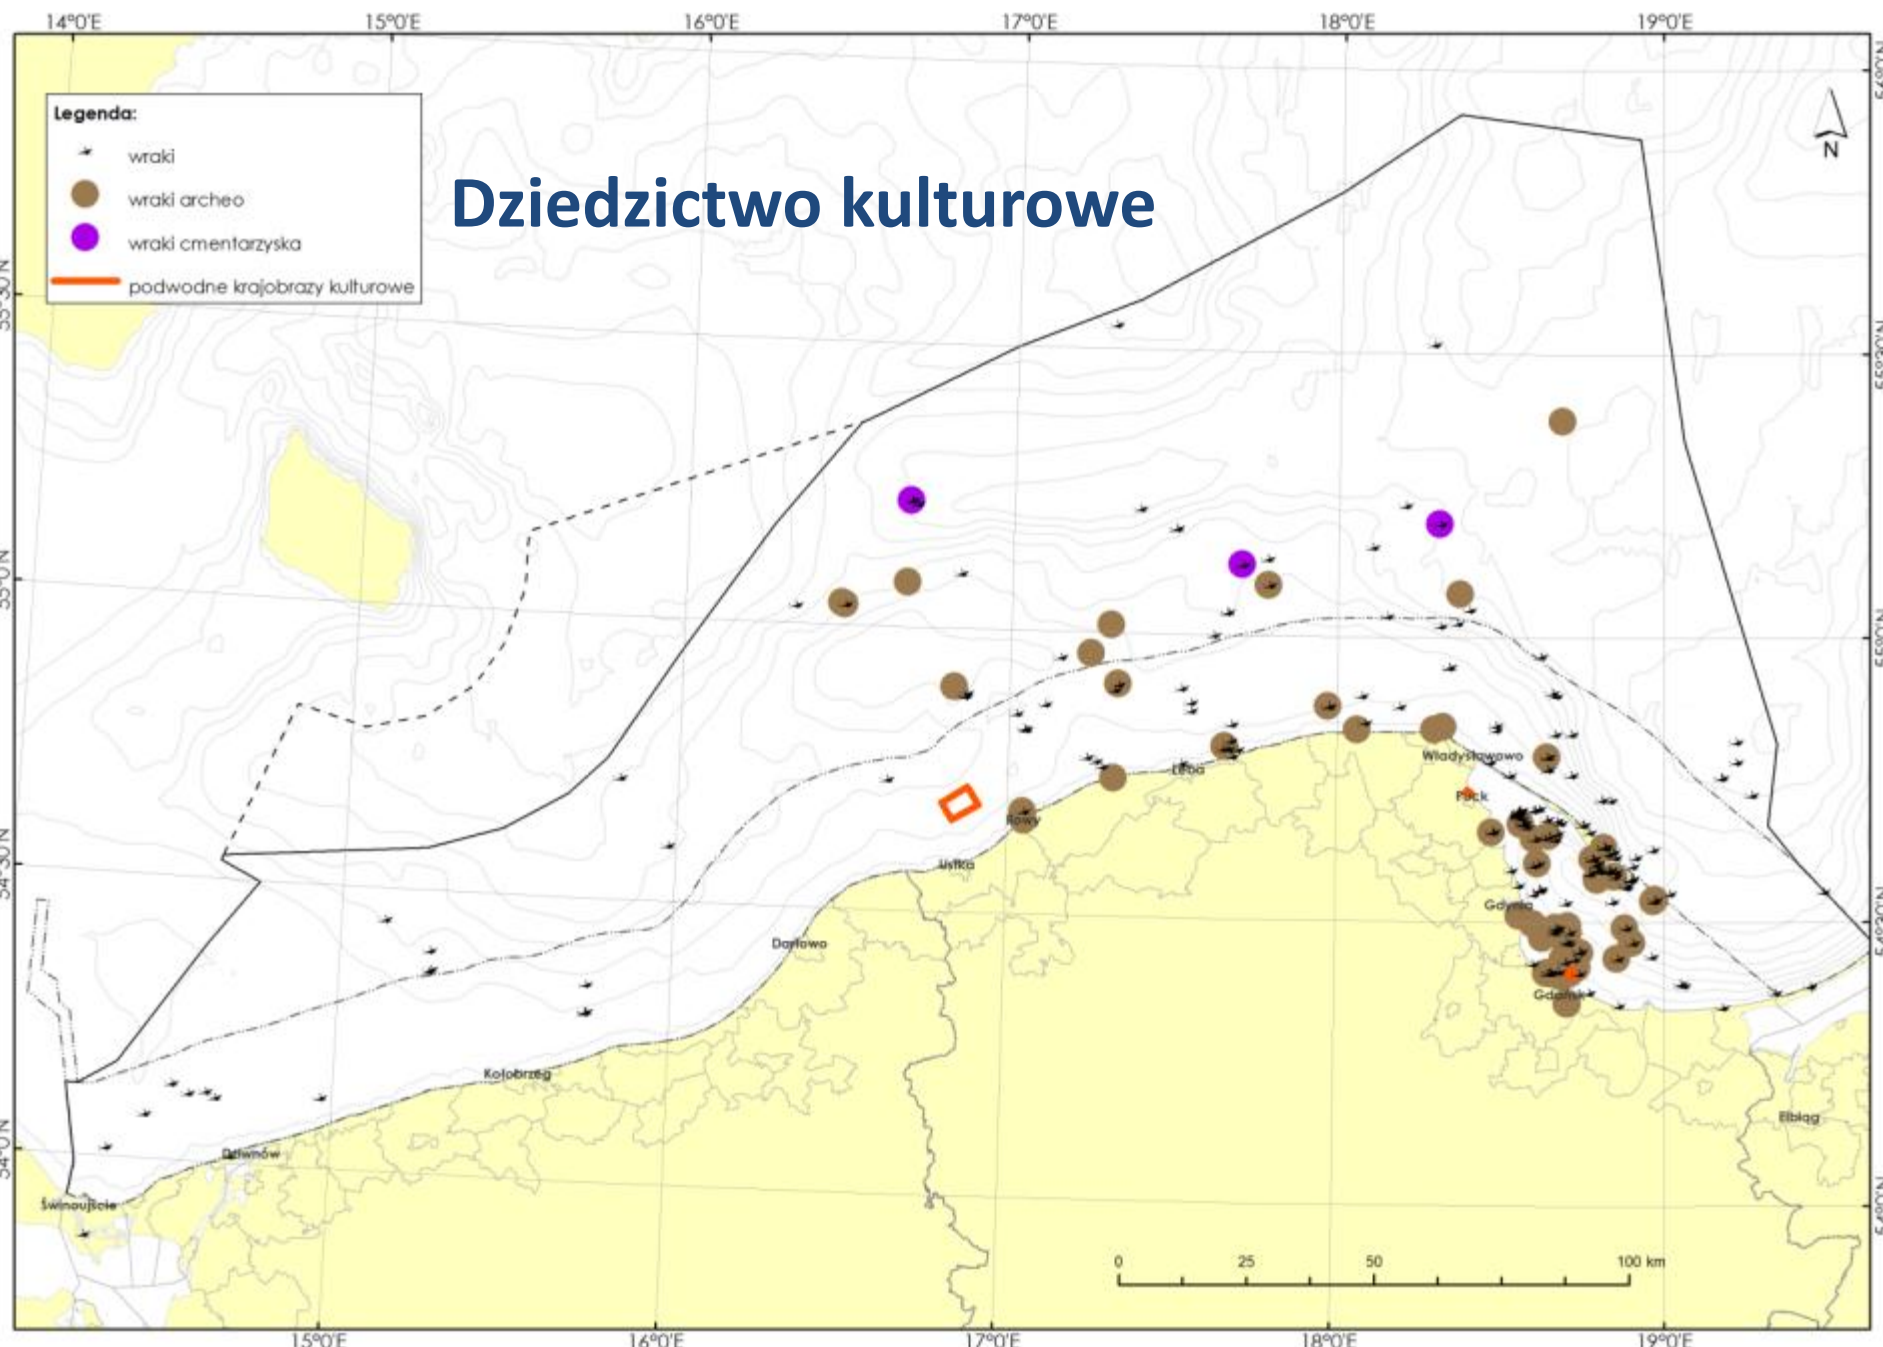 14°0'E 15°0'E 16°0'E 17°0'E 18°0'E 19°0'E
Legenda:
wraki
wraki archeo
wraki cmentarzyska
podwodne krajobrazy kulturowe
Dziedzictwo kulturowe
N
55°0'N
Władysławowo
Łeba
Puck
Rowy
Ustka
Gdynia
Darłowo
Gdańsk
Kołobrzeg
Elbląg
Dziwnów
Świnoujście
0 25 50 100 km
15°0'E 16°0'E 17°0'E 18°0'E 19°0'E